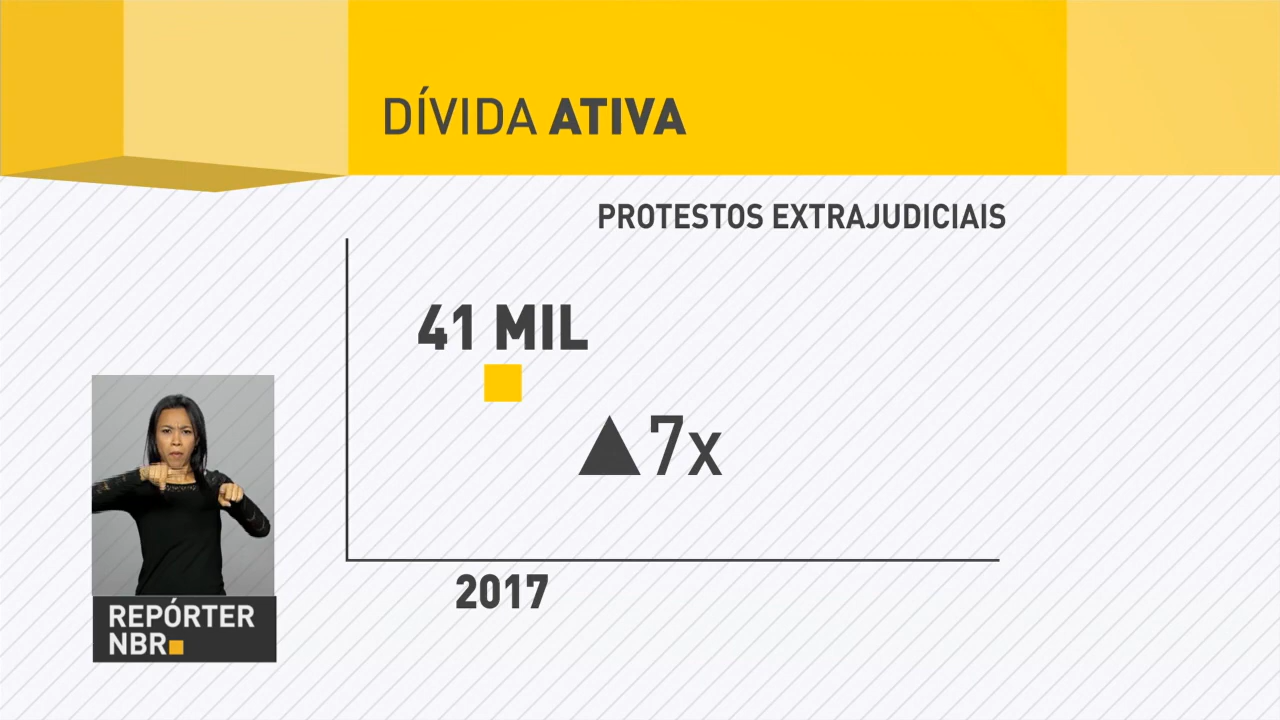 DÍVIDA ATIVA
PROTESTOS EXTRAJUDICIAIS
41 MIL
▲7x
2017
REPÓRTER
NBR